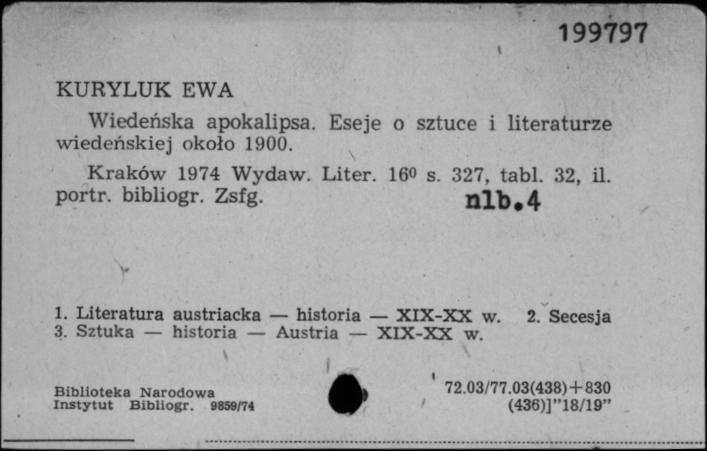 199797
KURYLUK EWA
Wiedeńska apokalipsa. Eseje o sztuce i literaturze
wiedeńskiej około 1900.
Kraków 1974 Wydaw. Liter. 16⁰ s. 327, tabl. 32, il.
portr. bibliogr. Zsfg. nlb.4
1. Literatura austriacka — historia — XIX-XX w. 2. Secesja
3. Sztuka — historia — Austria — XIX-XX w.
Biblioteka Narodowa 72.03/77.03(438)+830
Instytut Bibliogr. 9859/74 (436)]"18/19"